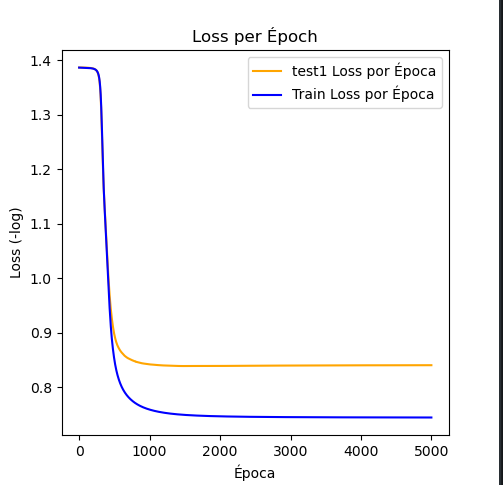 Loss per Époch
1.4
1.3
1.2
1.1
1.0
0.9
0.8
Loss (-log)
test1 Loss por Época
Train Loss por Época
0 1000 2000 3000 4000 5000
Época